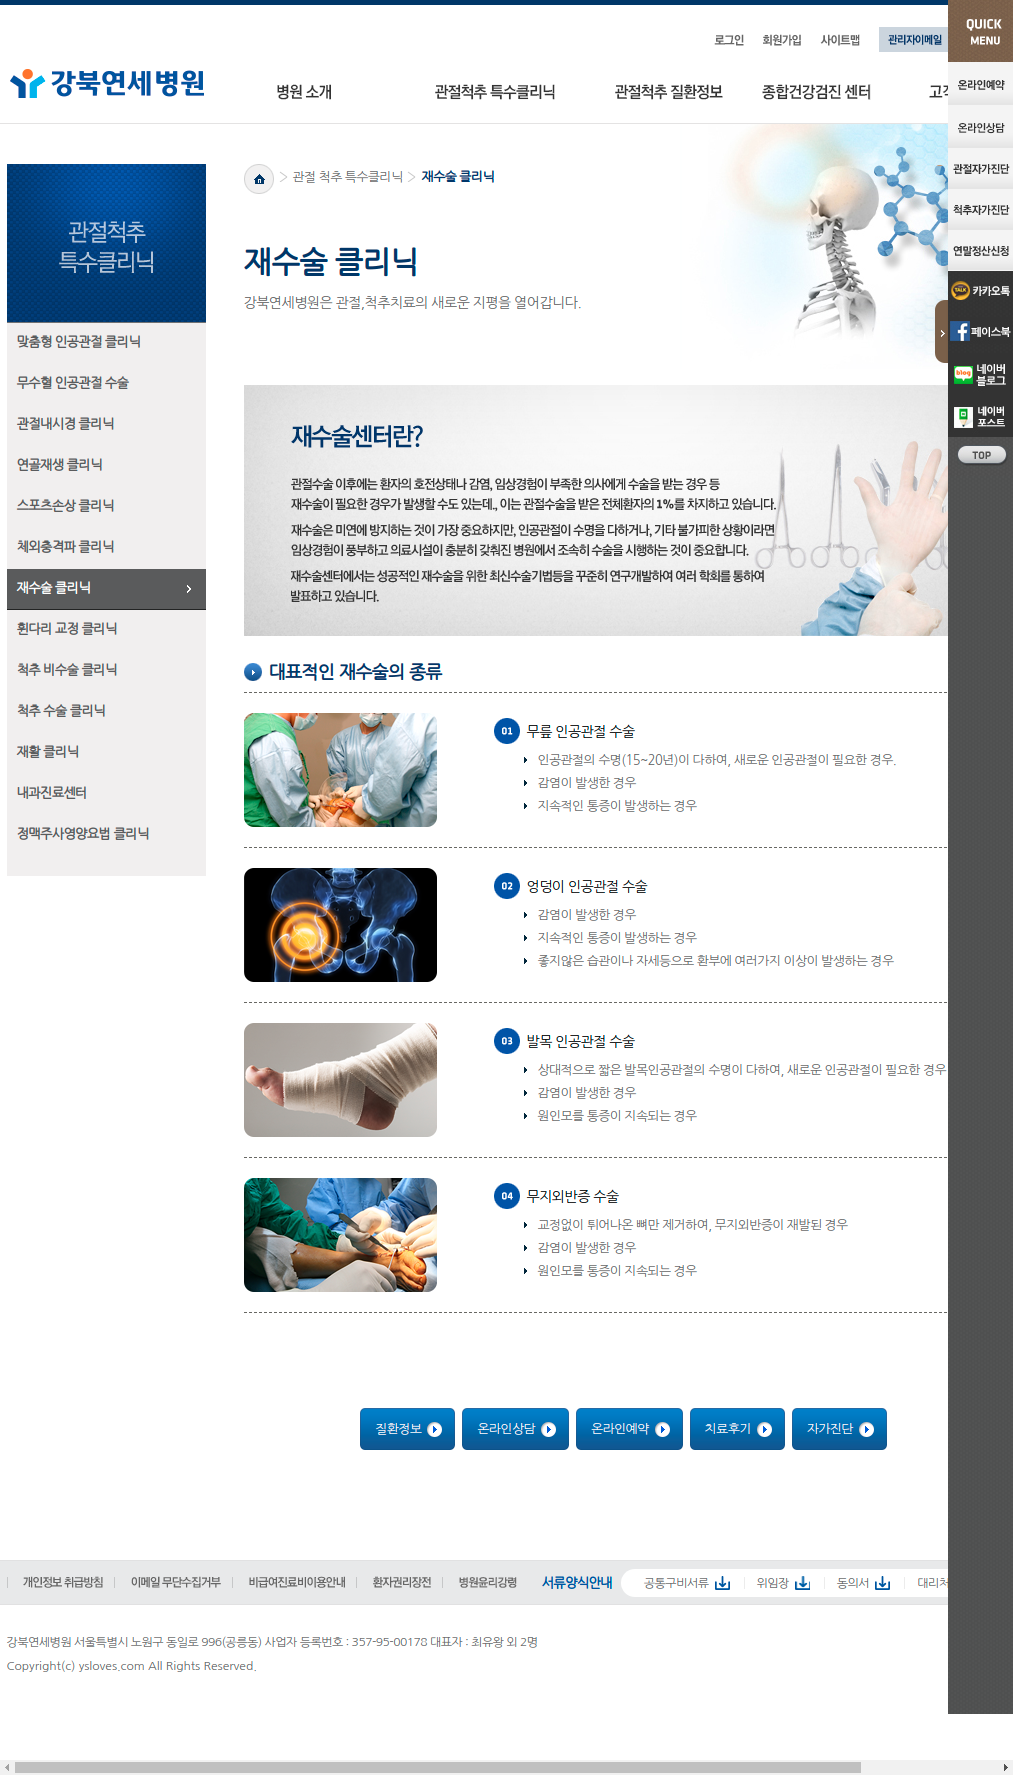 로그인 회원가입 사이트맵 관리자이메일
QUICK
MENU
강북연세병원
병원 소개 관절척추 특수클리닉 관절척추 질환정보 종합건강검진 센터
온라인예약
온라인상담
관절자가진단
척추자가진단
연말정산신청
TALK 카카오톡
페이스북
blog 네이버
블로그
네이버
포스트
TOP
관절척추
특수클리닉
맞춤형 인공관절 클리닉
무수혈 인공관절 수술
관절내시경 클리닉
연골재생 클리닉
스포츠손상 클리닉
체외충격파 클리닉
재수술 클리닉
휜다리 교정 클리닉
척추 비수술 클리닉
척추 수술 클리닉
재활 클리닉
내과진료센터
정맥주사영양요법 클리닉
> 관절 척추 특수클리닉 > 재수술 클리닉
재수술 클리닉
강북연세병원은 관절,척추치료의 새로운 지평을 열어갑니다.
재수술센터란?
관절수술 이후에는 환자의 호전상태나 감염, 임상경험이 부족한 의사에게 수술을 받는 경우 등
재수술이 필요한 경우가 발생할 수도 있는데., 이는 관절수술을 받은 전체환자의 1%를 차지하고 있습니다.
재수술은 미연에 방지하는 것이 가장 중요하지만, 인공관절이 수명을 다하거나, 기타 불가피한 상황이라면
임상경험이 풍부하고 의료시설이 충분히 갖춰진 병원에서 조속히 수술을 시행하는 것이 중요합니다.
재수술센터에서는 성공적인 재수술을 위한 최신수술기법등을 꾸준히 연구개발하여 여러 학회를 통하여
발표하고 있습니다.
대표적인 재수술의 종류
01 무릎 인공관절 수술
인공관절의 수명(15~20년)이 다하여, 새로운 인공관절이 필요한 경우.
감염이 발생한 경우
지속적인 통증이 발생하는 경우
02 엉덩이 인공관절 수술
감염이 발생한 경우
지속적인 통증이 발생하는 경우
좋지않은 습관이나 자세등으로 환부에 여러가지 이상이 발생하는 경우
03 발목 인공관절 수술
상대적으로 짧은 발목인공관절의 수명이 다하여, 새로운 인공관절이 필요한 경우
감염이 발생한 경우
원인모를 통증이 지속되는 경우
04 무지외반증 수술
교정없이 튀어나온 뼈만 제거하여, 무지외반증이 재발된 경우
감염이 발생한 경우
원인모를 통증이 지속되는 경우
질환정보 온라인상담 온라인예약 치료후기 자가진단
개인정보 취급방침 이메일 무단수집거부 비급여진료비이용안내 환자권리장전 병원윤리강령 서류양식안내 공통구비서류 위임장 동의서 대리처
강북연세병원 서울특별시 노원구 동일로 996(공릉동) 사업자 등록번호 : 357-95-00178 대표자 : 최유왕 외 2명
Copyright(c) ysloves.com All Rights Reserved.